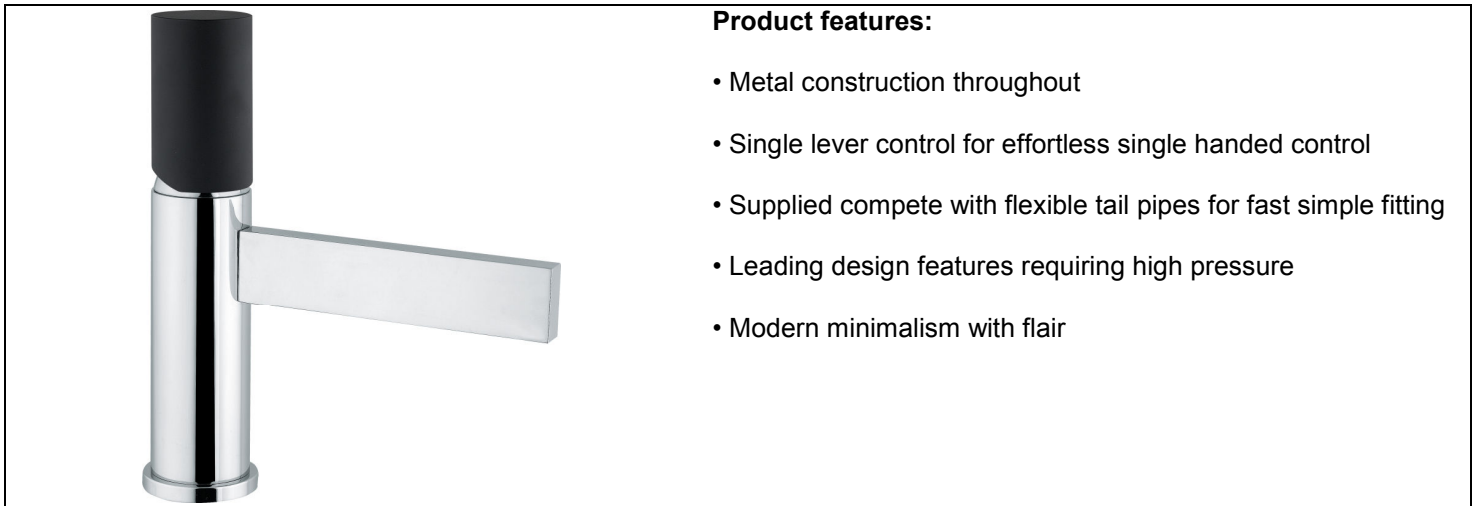 Product features:
• Metal construction throughout
• Single lever control for effortless single handed control
• Supplied compete with flexible tail pipes for fast simple fitting
• Leading design features requiring high pressure
• Modern minimalism with flair